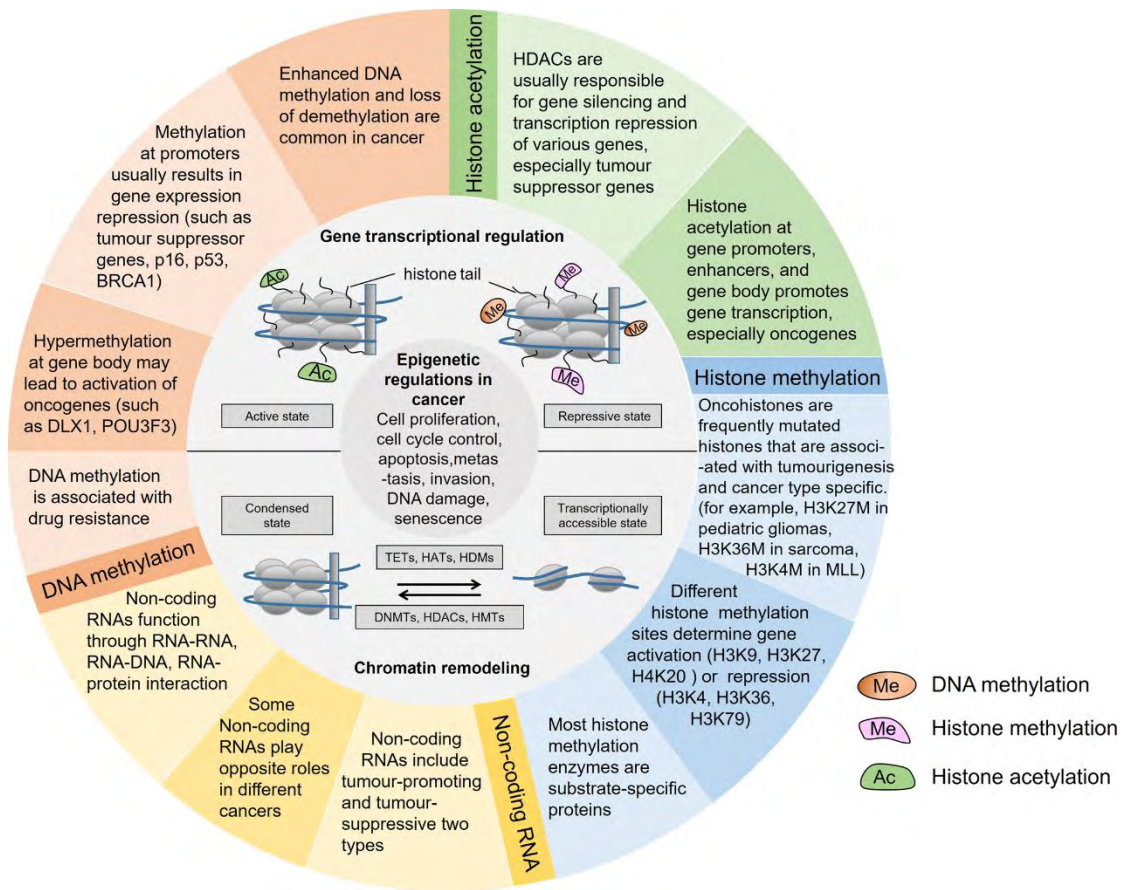 Histone acetylation
HDACs are
usually responsible
for gene silencing and
transcription repression
of various genes,
especially tumour
suppressor genes
Histone
acetylation at
gene promoters,
enhancers, and
gene body promotes
gene transcription,
especially oncogenes
Histone methylation
Oncohistones are
frequently mutated
histones that are associ-
-ated with tumourigenesis
and cancer type specific.
(for example, H3K27M in
pediatric gliomas,
H3K36M in sarcoma,
H3K4M in MLL)
Different
histone methylation
sites determine gene
activation (H3K9, H3K27,
H4K20 ) or repression
(H3K4, H3K36,
H3K79)
Most histone
methylation
enzymes are
substrate-specific
proteins
Non-coding RNA
Non-coding
RNAs include
tumour-promoting
and tumour-
suppressive two
types
Some
Non-coding
RNAs play
opposite roles
in different
cancers
Non-coding
RNAs function
through RNA-RNA,
RNA-DNA, RNA-
protein interaction
DNA methylation
DNA methylation
is associated with
drug resistance
Hypermethylation
at gene body may
lead to activation of
oncogenes (such
as DLX1, POU3F3)
Methylation
at promoters
usually results in
gene expression
repression (such as
tumour suppressor
genes, p16, p53,
BRCA1)
Enhanced DNA
methylation and loss
of demethylation are
common in cancer
Gene transcriptional regulation
histone tail
Ac
Ac
Me
Me
Me
Me
Active state
Repressive state
Epigenetic
regulations in
cancer
Cell proliferation,
cell cycle control,
apoptosis,metas
-tasis, invasion,
DNA damage,
senescence
Condensed
state
Transcriptionally
accessible state
TETs, HATs, HDMs
DNMTs, HDACs, HMTs
Chromatin remodeling
Me DNA methylation
Me Histone methylation
Ac Histone acetylation